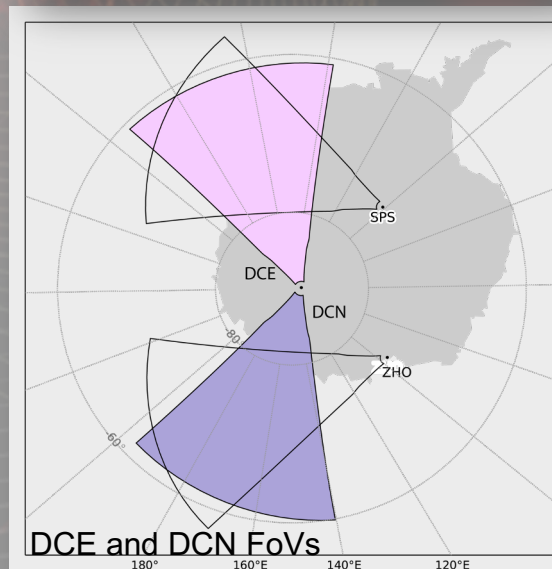 SPS
DCE
DCN
-80°
ZHO
-60°
DCE and DCN FoVs
180° 160° 140° 120°